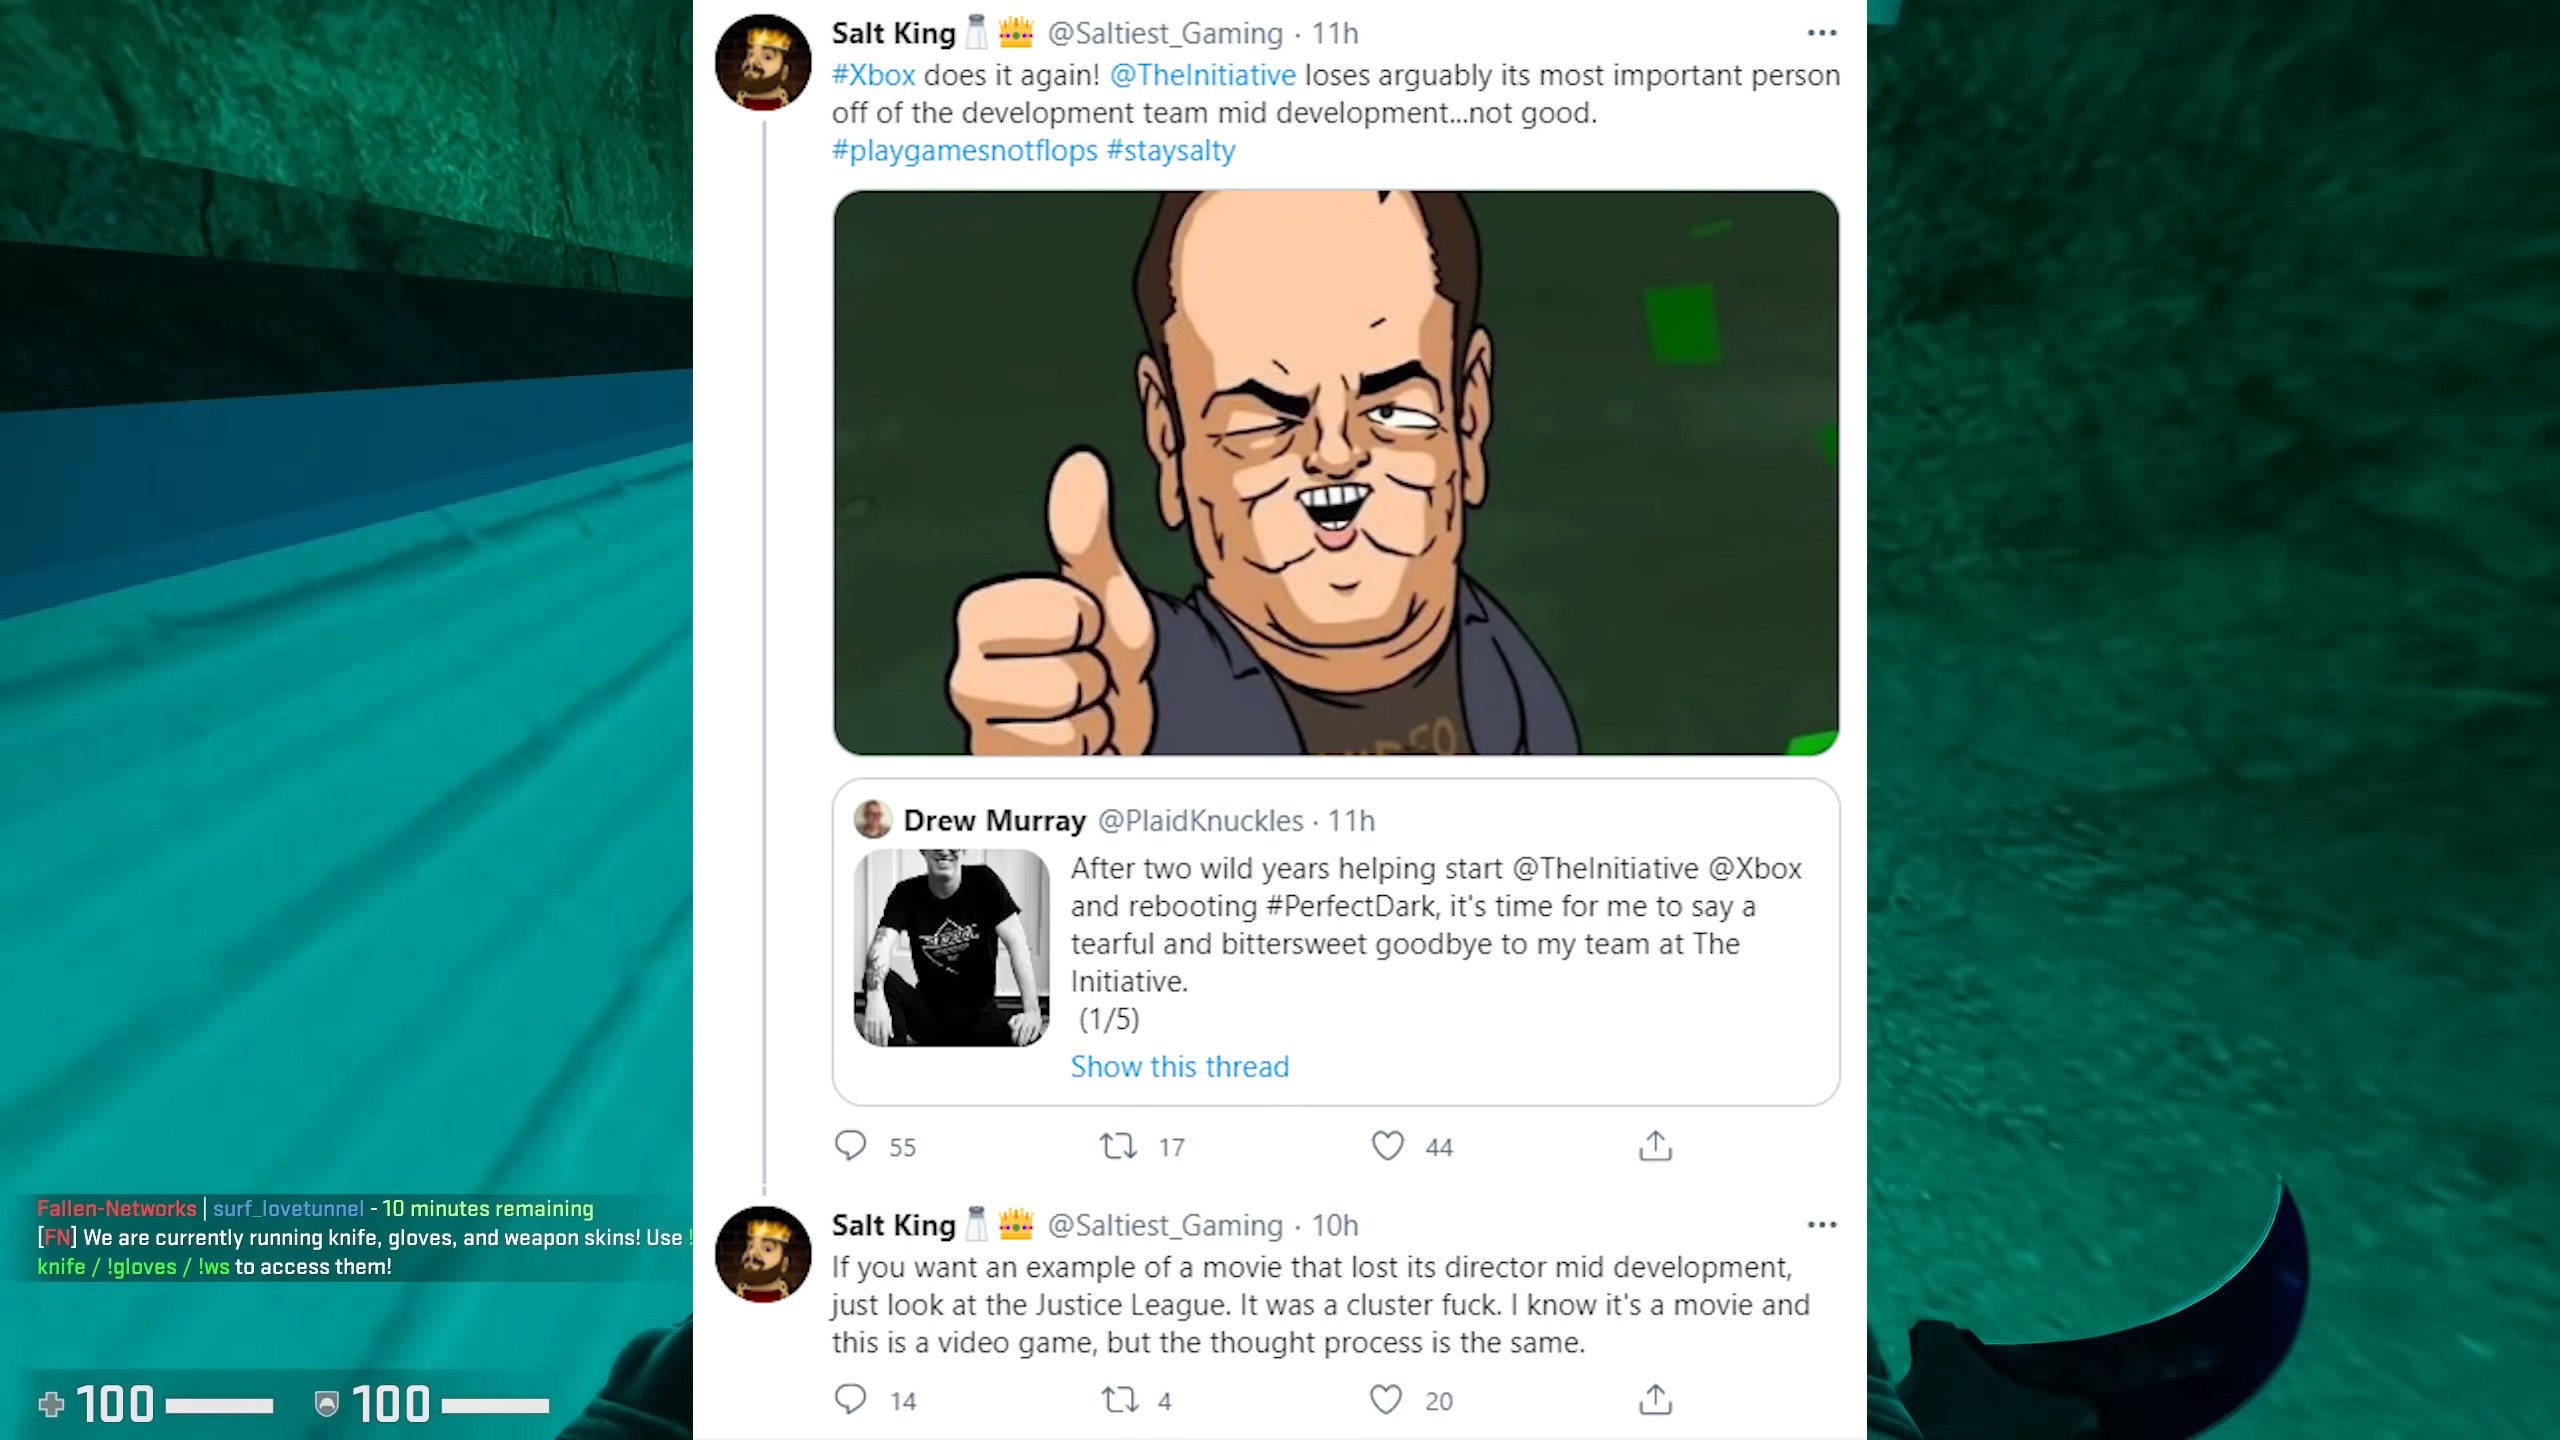 Salt King 🧂 👑 @Saltiest_Gaming · 11h
#Xbox does it again! @TheInitiative loses arguably its most important person
off of the development team mid development...not good.
#playgamesnotflops #staysalty
Drew Murray @PlaidKnuckles · 11h
After two wild years helping start @TheInitiative @Xbox
and rebooting #PerfectDark, it's time for me to say a
tearful and bittersweet goodbye to my team at The
Initiative.
(1/5)
Show this thread
55 17 44
Salt King 🧂 👑 @Saltiest_Gaming · 10h
If you want an example of a movie that lost its director mid development,
just look at the Justice League. It was a cluster fuck. I know it's a movie and
this is a video game, but the thought process is the same.
14 4 20
Fallen-Networks | surf_lovetunnel - 10 minutes remaining
[FN] We are currently running knife, gloves, and weapon skins! Use !
knife / !gloves / !ws to access them!
100 100